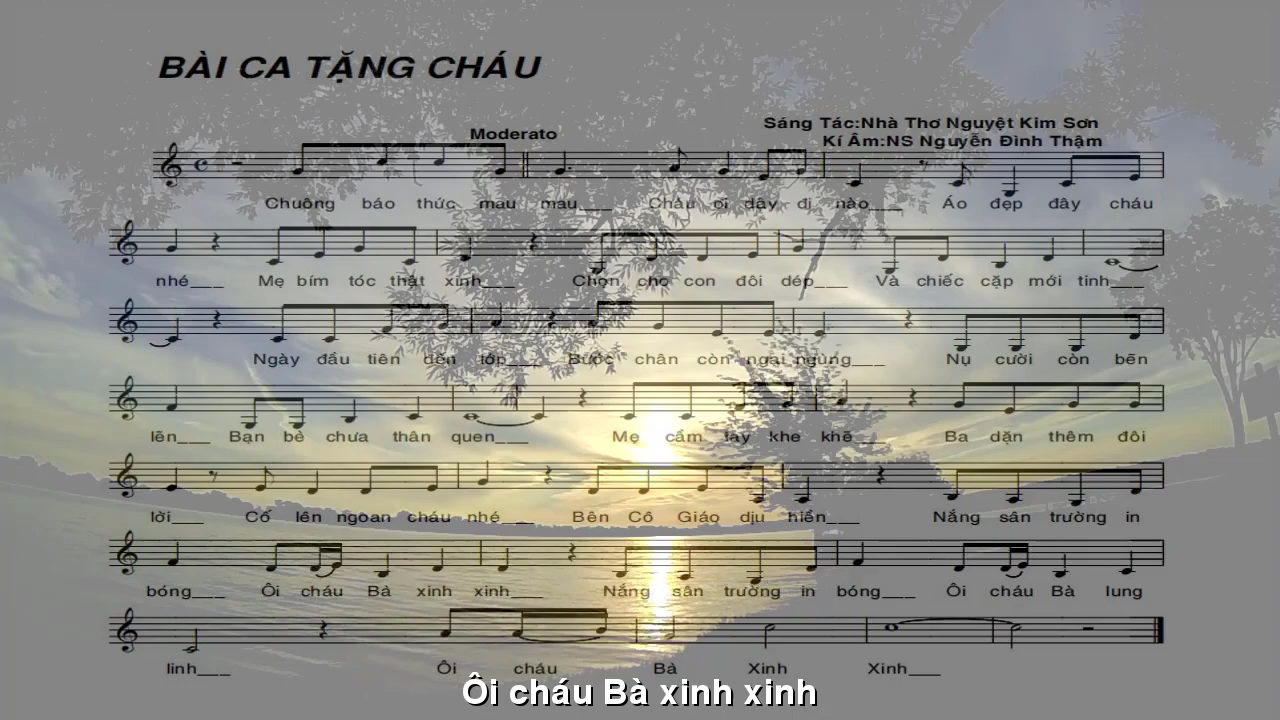 BÀI CA TẶNG CHÁU
Sáng Tác:Nhà Thơ Nguyệt Kim Sơn
Moderato
Kí Âm:NS Nguyễn Đình Thậm
Chuông báo thức mau mau___ Cháu ơi dậy đi nào___ Áo đẹp đây cháu
nhé___ Mẹ bím tóc thật xinh___ Chọn cho con đôi dép___ Và chiếc cặp mới tinh___
Ngày đầu tiên đến lớp___ Bước chân còn ngại ngùng___ Nụ cười còn bẽn
lẽn___ Bạn bè chưa thân quen___ Mẹ cầm tay khe khẽ___ Ba dặn thêm đôi
lời___ Cố lên ngoan cháu nhé___ Bên Cô Giáo dịu hiền___ Nắng sân trường in
bóng___ Ôi cháu Bà xinh xinh___ Nắng sân trường in bóng___ Ôi cháu Bà lung
linh___ Ôi cháu Bà Xinh Xinh___
Ôi cháu Bà xinh xinh